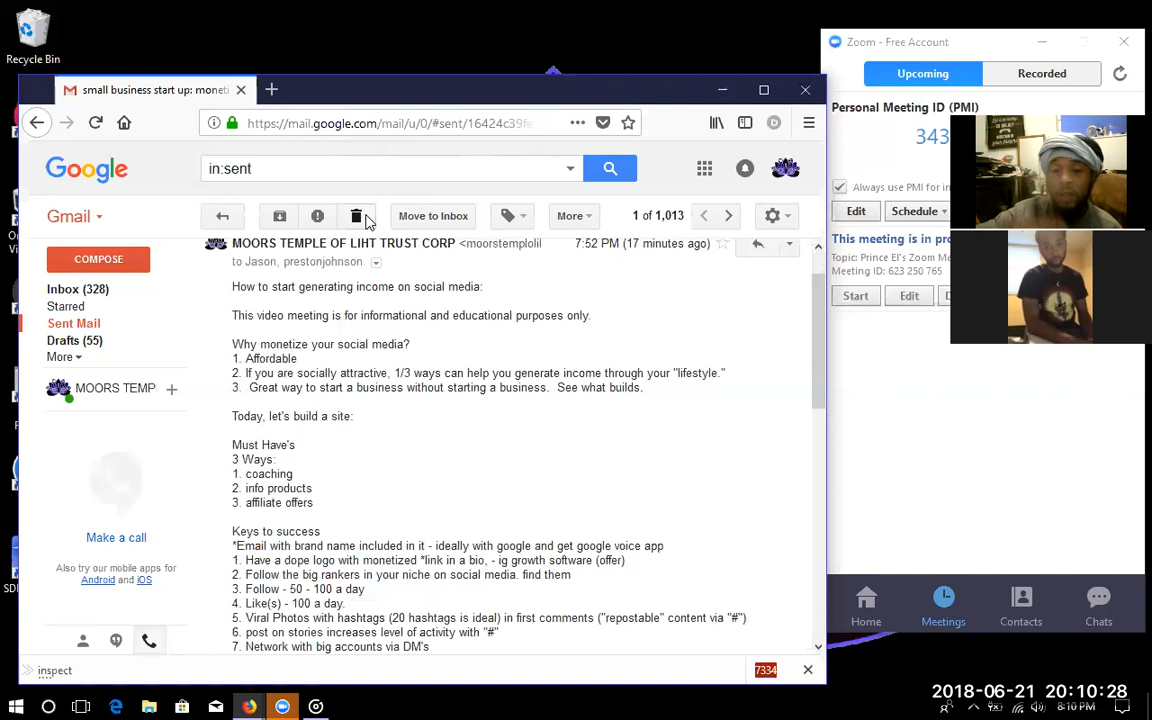 Recycle Bin
small business start up: moneti
https://mail.google.com/mail/u/0/#sent/16424c39fe
D
Google
in:sent
Gmail
Move to Inbox
More
1 of 1,013
COMPOSE
Inbox (328)
Starred
Sent Mail
Drafts (55)
More
MOORS TEMP
Make a call
Also try our mobile apps for
Android and iOS
MOORS TEMPLE OF LIHT TRUST CORP <moorstemplolil
7:52 PM (17 minutes ago)
to Jason, prestonjohnson.
How to start generating income on social media:
This video meeting is for informational and educational purposes only.
Why monetize your social media?
1. Affordable
2. If you are socially attractive, 1/3 ways can help you generate income through your "lifestyle."
3. Great way to start a business without starting a business. See what builds.
Today, let's build a site:
Must Have's
3 Ways:
1. coaching
2. info products
3. affiliate offers
Keys to success
*Email with brand name included in it - ideally with google and get google voice app
1. Have a dope logo with monetized *link in a bio, - ig growth software (offer)
2. Follow the big rankers in your niche on social media. find them
3. Follow - 50 - 100 a day
4. Like(s) - 100 a day.
5. Viral Photos with hashtags (20 hashtags is ideal) in first comments ("repostable" content via "#")
6. post on stories increases level of activity with "#"
7. Network with big accounts via DM's
inspect
7334
Zoom - Free Account
Upcoming
Recorded
Personal Meeting ID (PMI)
343
Always use PMI for in
Edit
Schedule
This meeting is in pro
Topic: Prince El's Zoom Me
Meeting ID: 623 250 765
Start
Edit
D
Home
Meetings
Contacts
Chats
2018-06-21 20:10:28
8:10 PM